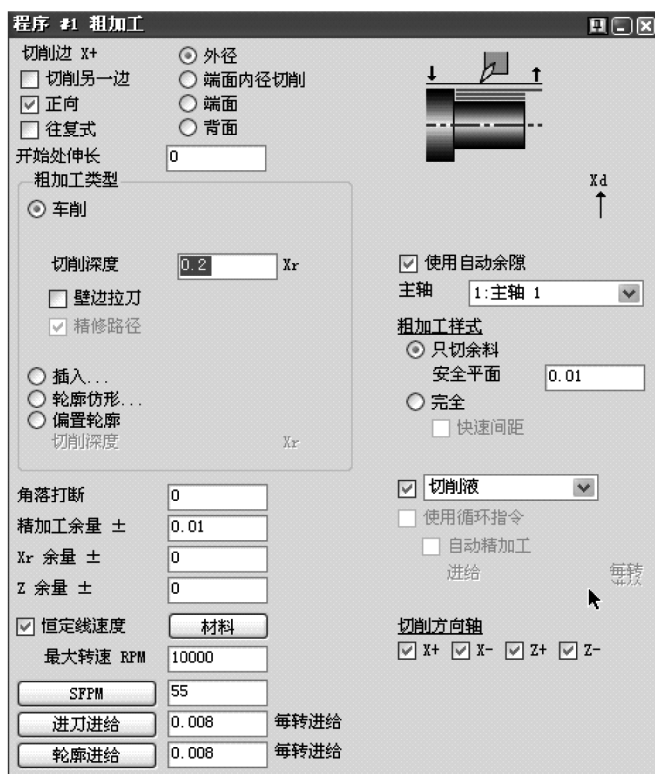 程序 #1 粗加工
切削边 X+
外径
切削另一边
端面内径切削
正向
端面
往复式
背面
开始处伸长 0
粗加工类型
车削
Xd
切削深度 0.2 Xr
壁边拉刀
精修路径
插入...
轮廓仿形...
偏置轮廓
切削深度 Xr
使用自动余隙
主轴 1:主轴 1
粗加工样式
只切余料
安全平面 0.01
完全
快速间距
角落打断 0
精加工余量 ± 0.01
Xr 余量 ± 0
Z 余量 ± 0
切削液
使用循环指令
自动精加工
进给 每转
恒定线速度 材料
最大转速 RPM 10000
SFPM 55
进刀进给 0.008 每转进给
轮廓进给 0.008 每转进给
切削方向轴
X+ X- Z+ Z-